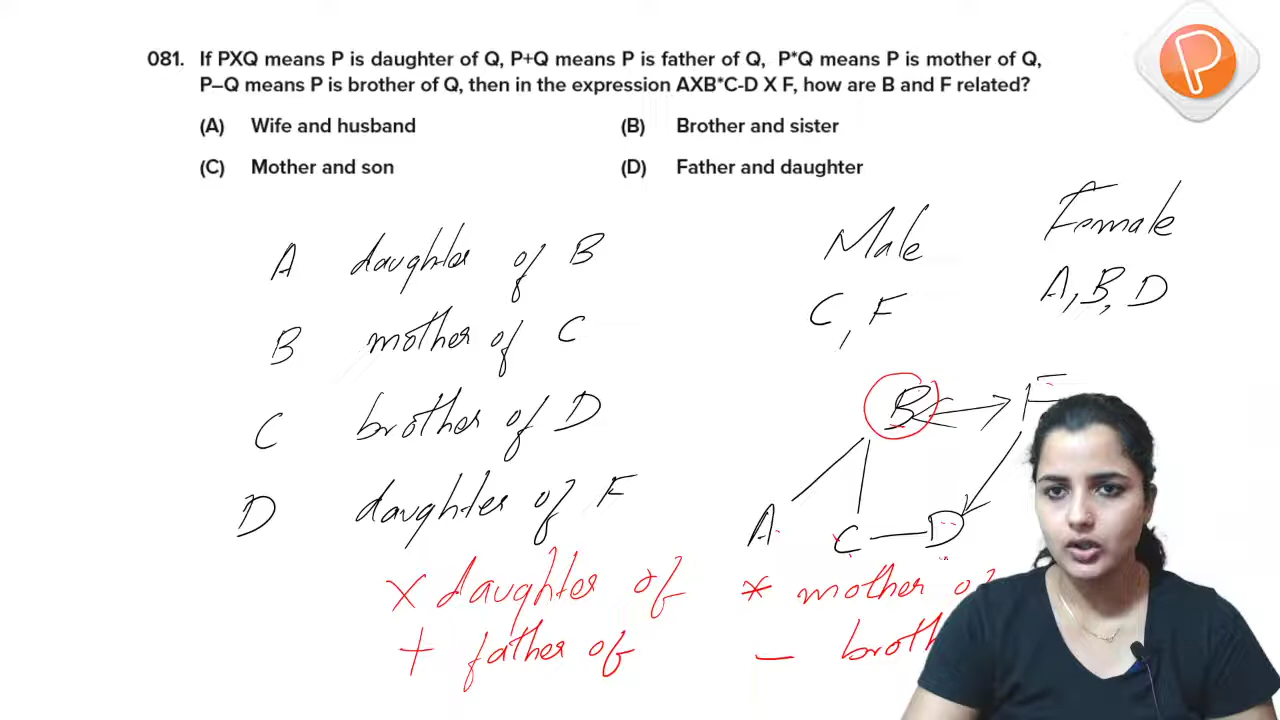 081. If PXQ means P is daughter of Q, P+Q means P is father of Q, P*Q means P is mother of Q,
P–Q means P is brother of Q, then in the expression AXB*C-D X F, how are B and F related?
(A) Wife and husband (B) Brother and sister
(C) Mother and son (D) Father and daughter
Male Female
C, F A, B, D
A daughter of B
B mother of C
C brother of D
D daughter of F
B F
A C D
× daughter of * mother of
+ father of – broth
P